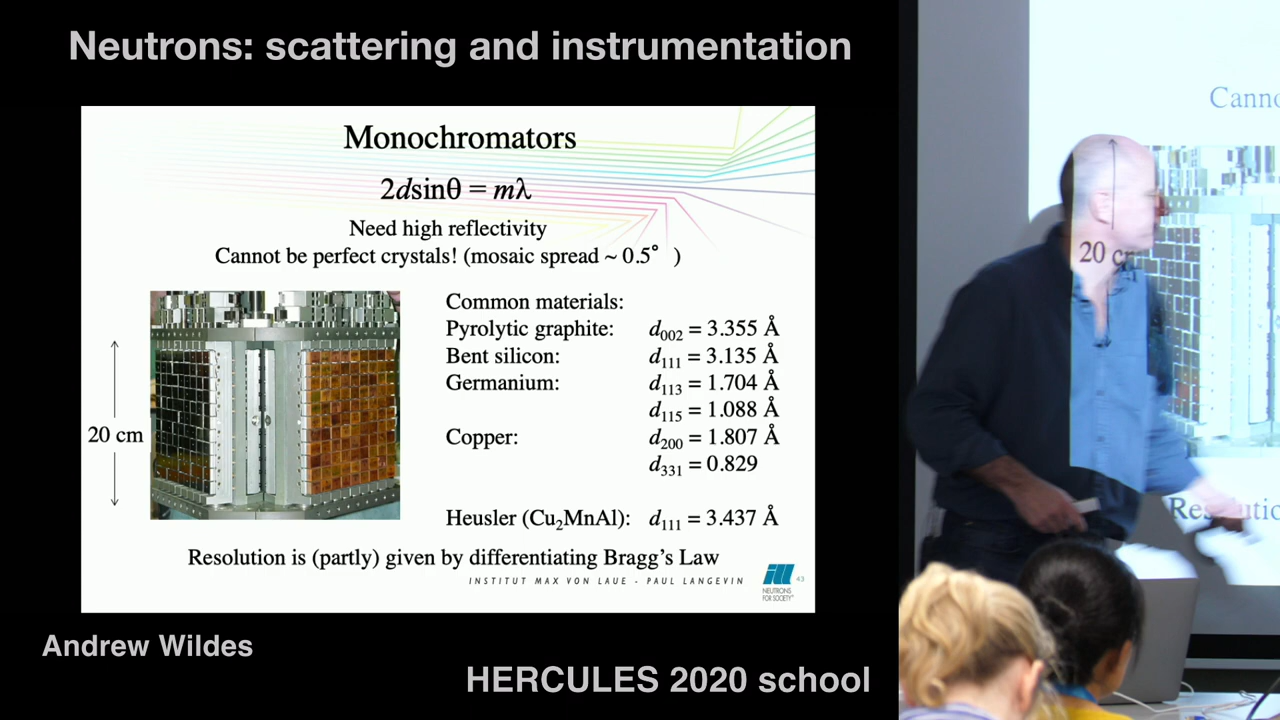 Neutrons: scattering and instrumentation
Monochromators
2dsinθ = mλ
Need high reflectivity
Cannot be perfect crystals! (mosaic spread ~ 0.5° )
Common materials:
Pyrolytic graphite: d002 = 3.355 Å
Bent silicon: d111 = 3.135 Å
Germanium: d113 = 1.704 Å
d115 = 1.088 Å
Copper: d200 = 1.807 Å
d331 = 0.829
20 cm
Heusler (Cu2MnAl): d111 = 3.437 Å
Resolution is (partly) given by differentiating Bragg's Law
INSTITUT MAX VON LAUE - PAUL LANGEVIN
ill
NEUTRONS
FOR SOCIETY
43
Andrew Wildes
HERCULES 2020 school
Canno
20 cm